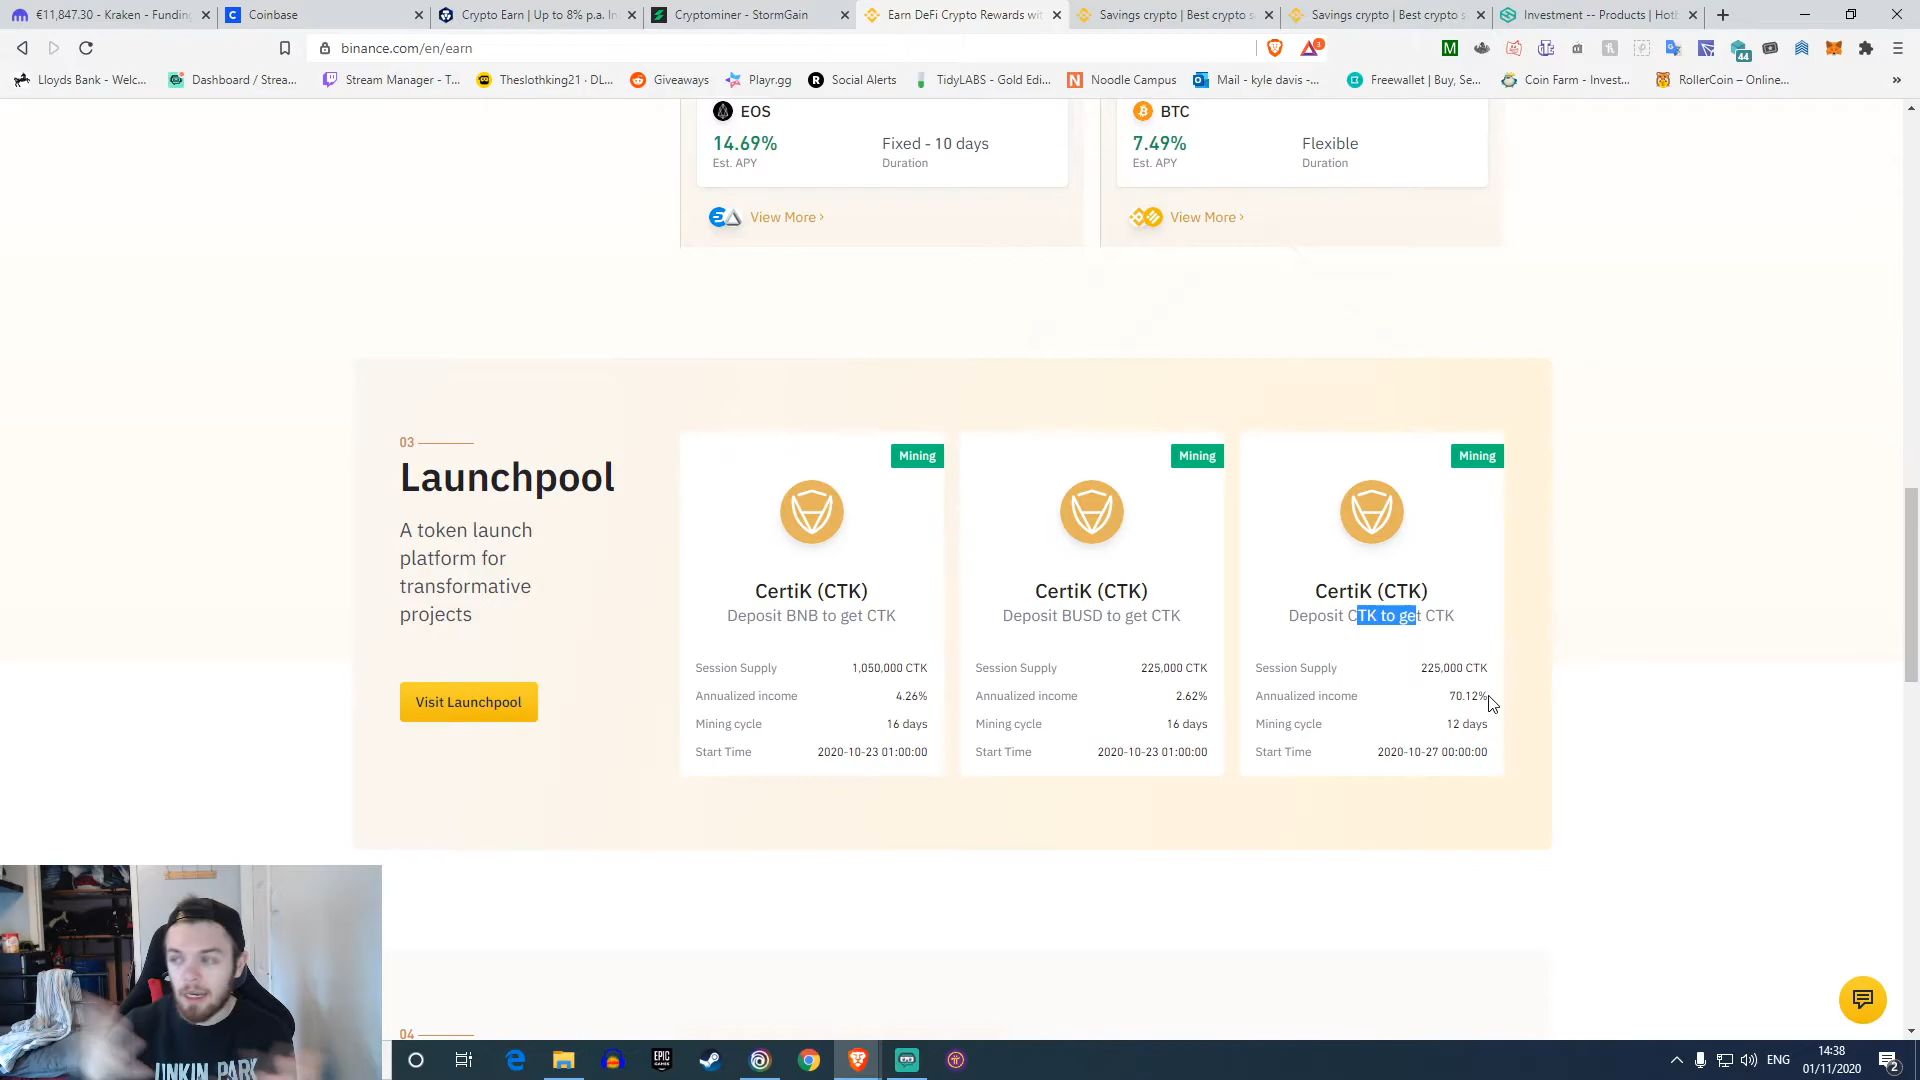 €11,847.30 - Kraken - Fundin
Coinbase
Crypto Earn | Up to 8% p.a. In
Cryptominer - StormGain
Earn DeFi Crypto Rewards wit
Savings crypto | Best crypto s
Savings crypto | Best crypto s
Investment -- Products | Hotb
binance.com/en/earn
3
M
44
Lloyds Bank - Welc...
Dashboard / Strea...
Stream Manager - T...
Theslothking21 · DL...
Giveaways
Playr.gg
Social Alerts
TidyLABS - Gold Edi...
Noodle Campus
Mail - kyle davis -...
Freewallet | Buy, Se...
Coin Farm - Invest...
RollerCoin – Online...
»
EOS
14.69%
Est. APY
Fixed - 10 days
Duration
View More ›
BTC
7.49%
Est. APY
Flexible
Duration
View More ›
03
Launchpool
A token launch
platform for
transformative
projects
Visit Launchpool
Mining
CertiK (CTK)
Deposit BNB to get CTK
Session Supply 1,050,000 CTK
Annualized income 4.26%
Mining cycle 16 days
Start Time 2020-10-23 01:00:00
Mining
CertiK (CTK)
Deposit BUSD to get CTK
Session Supply 225,000 CTK
Annualized income 2.62%
Mining cycle 16 days
Start Time 2020-10-23 01:00:00
Mining
CertiK (CTK)
Deposit CTK to get CTK
Session Supply 225,000 CTK
Annualized income 70.12%
Mining cycle 12 days
Start Time 2020-10-27 00:00:00
04
LINKIN PARK
EPIC
GAMES
ENG
14:38
01/11/2020
2